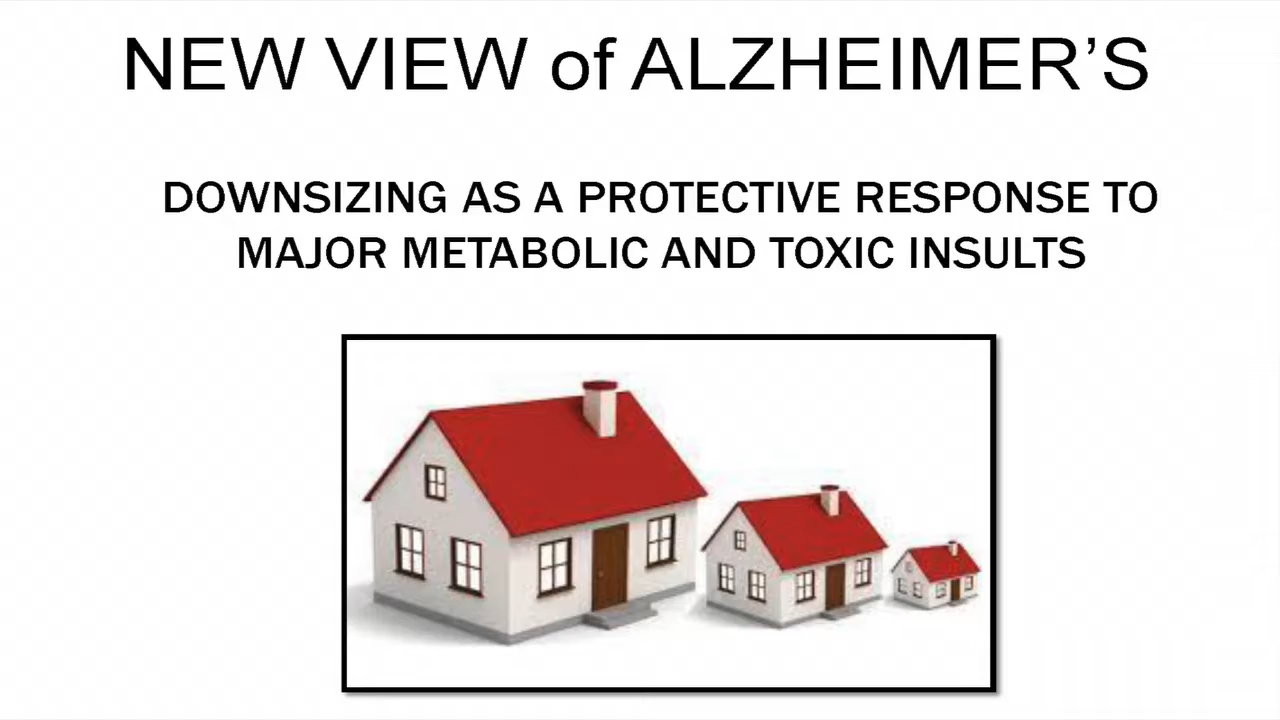 NEW VIEW of ALZHEIMER’S
DOWNSIZING AS A PROTECTIVE RESPONSE TO
MAJOR METABOLIC AND TOXIC INSULTS